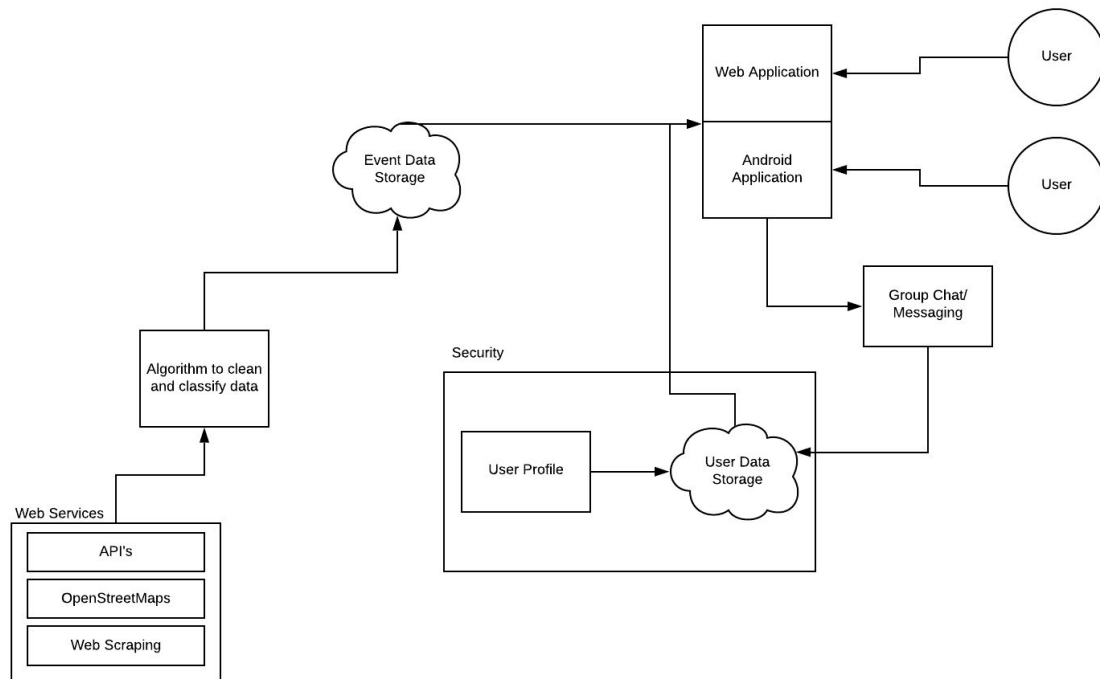 Web Application
User
Event Data
Storage
Android
Application
User
Group Chat/
Messaging
Security
Algorithm to clean
and classify data
User Profile
User Data
Storage
Web Services
API's
OpenStreetMaps
Web Scraping